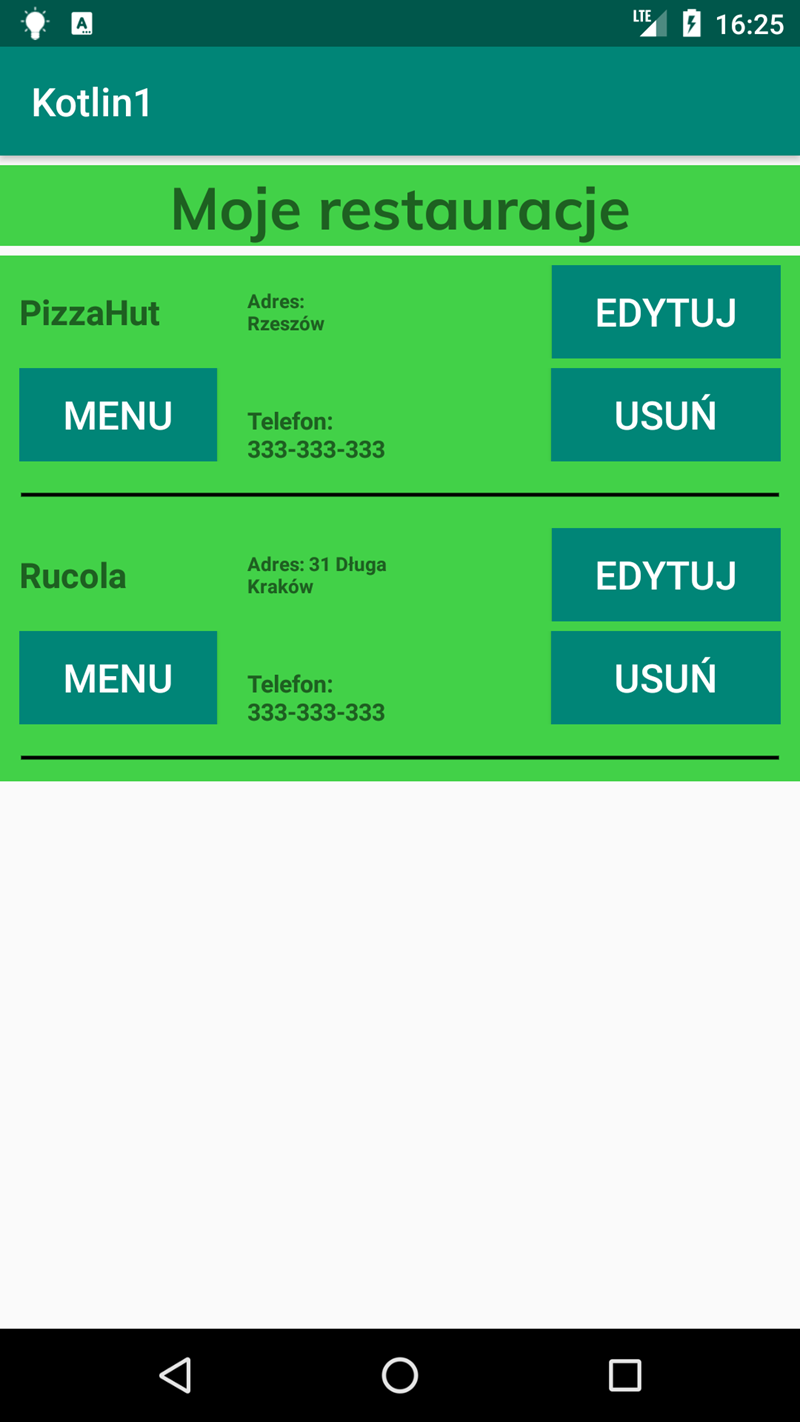 LTE 16:25
Kotlin1
Moje restauracje
PizzaHut
Adres:
Rzeszów
EDYTUJ
MENU
Telefon:
333-333-333
USUŃ
Rucola
Adres: 31 Długa
Kraków
EDYTUJ
MENU
Telefon:
333-333-333
USUŃ